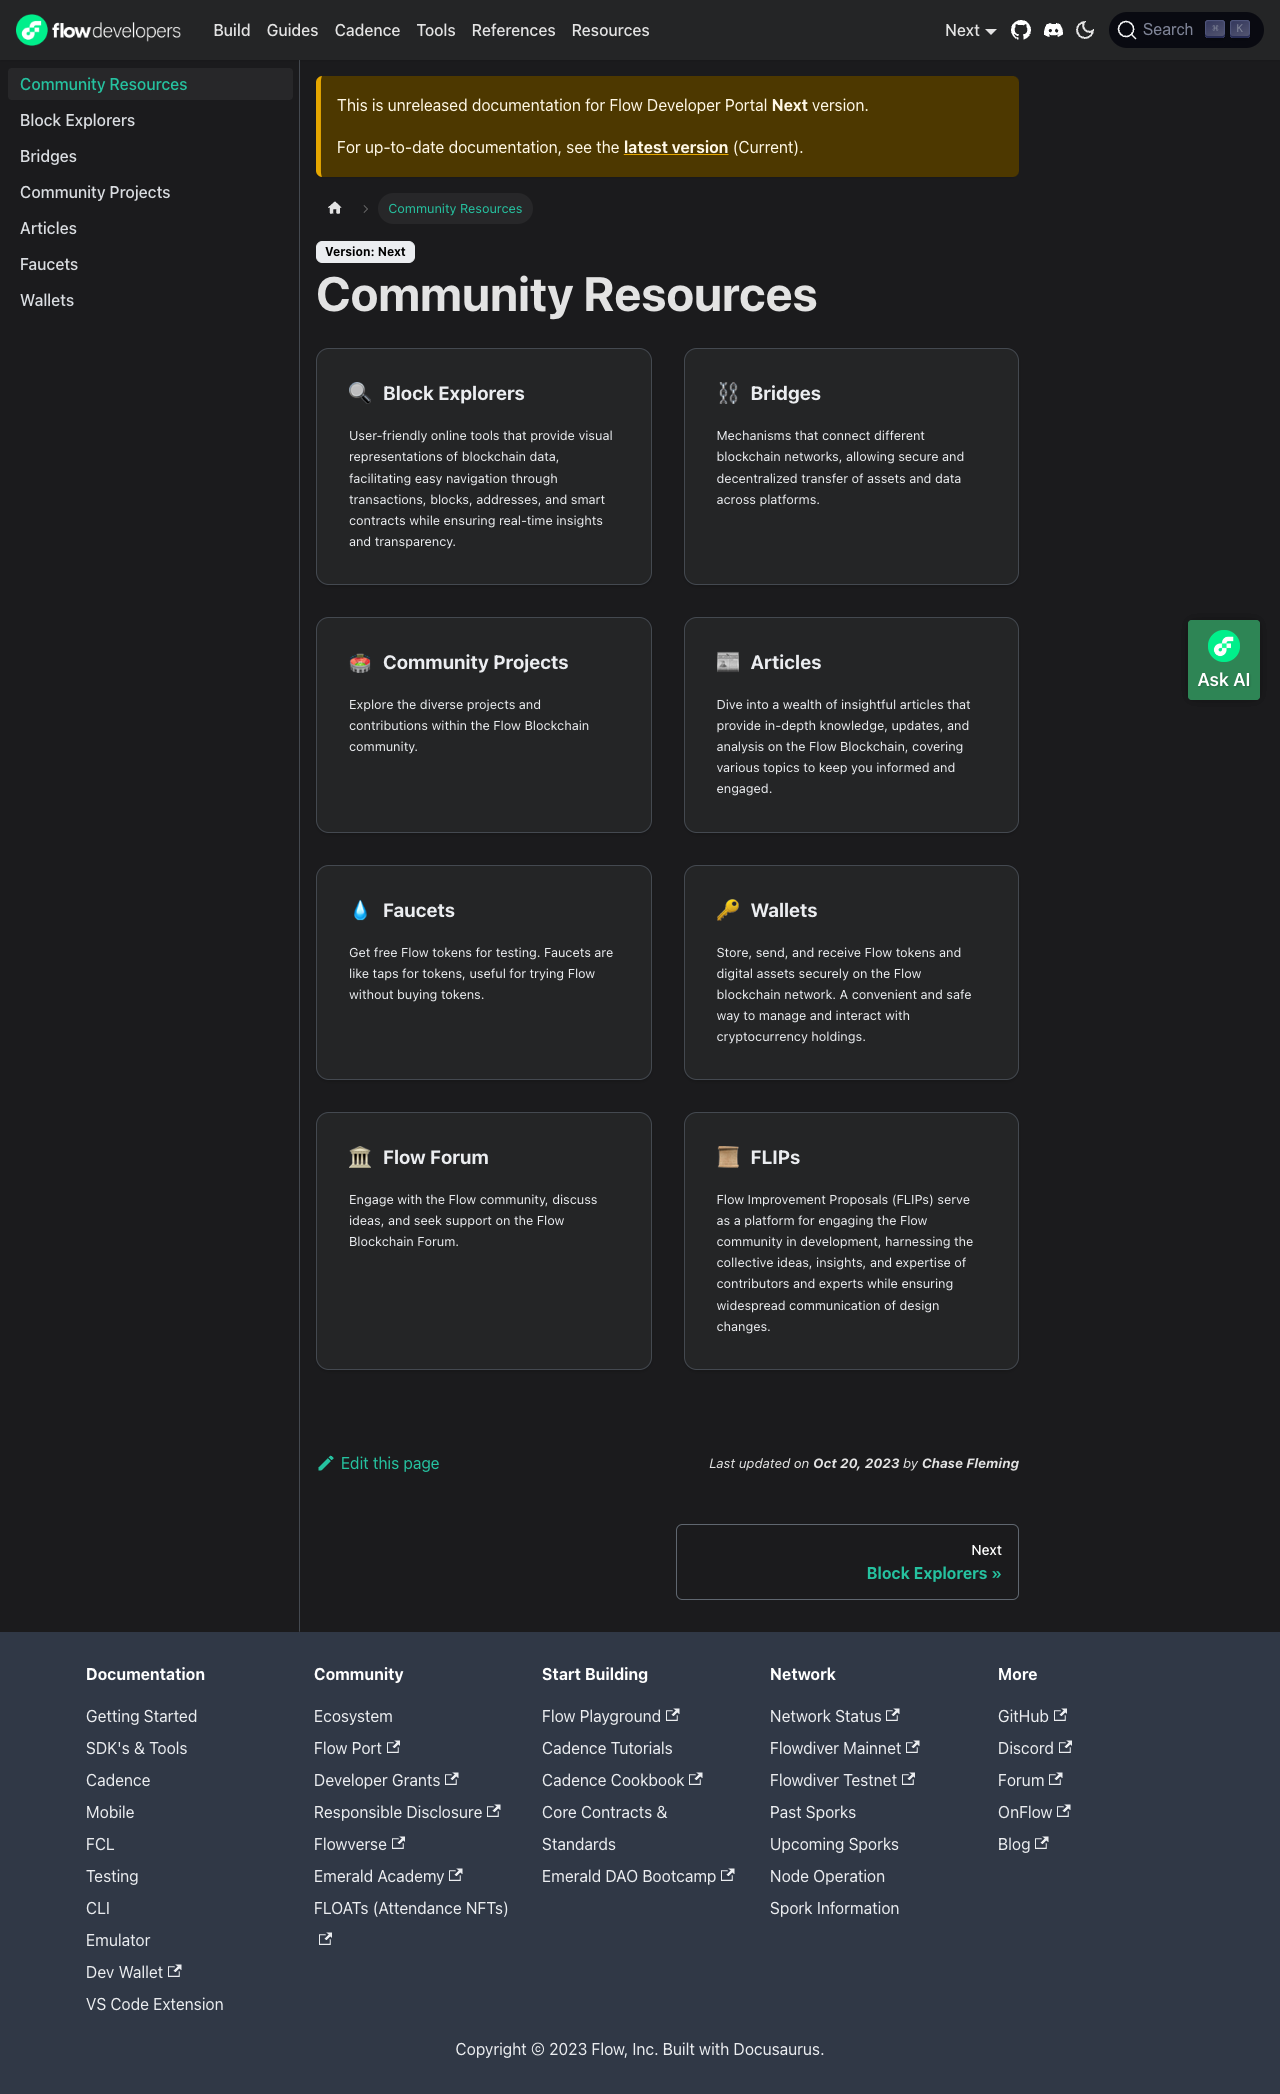 flowdevelopers
Build
Guides
Cadence
Tools
References
Resources
Next
Search
⌘
K
Community Resources
Block Explorers
Bridges
Community Projects
Articles
Faucets
Wallets
This is unreleased documentation for Flow Developer Portal Next version.
For up-to-date documentation, see the latest version (Current).
Community Resources
Version: Next
Community Resources
Block Explorers
User-friendly online tools that provide visual
representations of blockchain data,
facilitating easy navigation through
transactions, blocks, addresses, and smart
contracts while ensuring real-time insights
and transparency.
Bridges
Mechanisms that connect different
blockchain networks, allowing secure and
decentralized transfer of assets and data
across platforms.
Community Projects
Explore the diverse projects and
contributions within the Flow Blockchain
community.
Articles
Dive into a wealth of insightful articles that
provide in-depth knowledge, updates, and
analysis on the Flow Blockchain, covering
various topics to keep you informed and
engaged.
Ask AI
Faucets
Get free Flow tokens for testing. Faucets are
like taps for tokens, useful for trying Flow
without buying tokens.
Wallets
Store, send, and receive Flow tokens and
digital assets securely on the Flow
blockchain network. A convenient and safe
way to manage and interact with
cryptocurrency holdings.
Flow Forum
Engage with the Flow community, discuss
ideas, and seek support on the Flow
Blockchain Forum.
FLIPs
Flow Improvement Proposals (FLIPs) serve
as a platform for engaging the Flow
community in development, harnessing the
collective ideas, insights, and expertise of
contributors and experts while ensuring
widespread communication of design
changes.
Edit this page
Last updated on Oct 20, 2023 by Chase Fleming
Next
Block Explorers »
Documentation
Getting Started
SDK's & Tools
Cadence
Mobile
FCL
Testing
CLI
Emulator
Dev Wallet
VS Code Extension
Community
Ecosystem
Flow Port
Developer Grants
Responsible Disclosure
Flowverse
Emerald Academy
FLOATs (Attendance NFTs)
Start Building
Flow Playground
Cadence Tutorials
Cadence Cookbook
Core Contracts &
Standards
Emerald DAO Bootcamp
Network
Network Status
Flowdiver Mainnet
Flowdiver Testnet
Past Sporks
Upcoming Sporks
Node Operation
Spork Information
More
GitHub
Discord
Forum
OnFlow
Blog
Copyright © 2023 Flow, Inc. Built with Docusaurus.